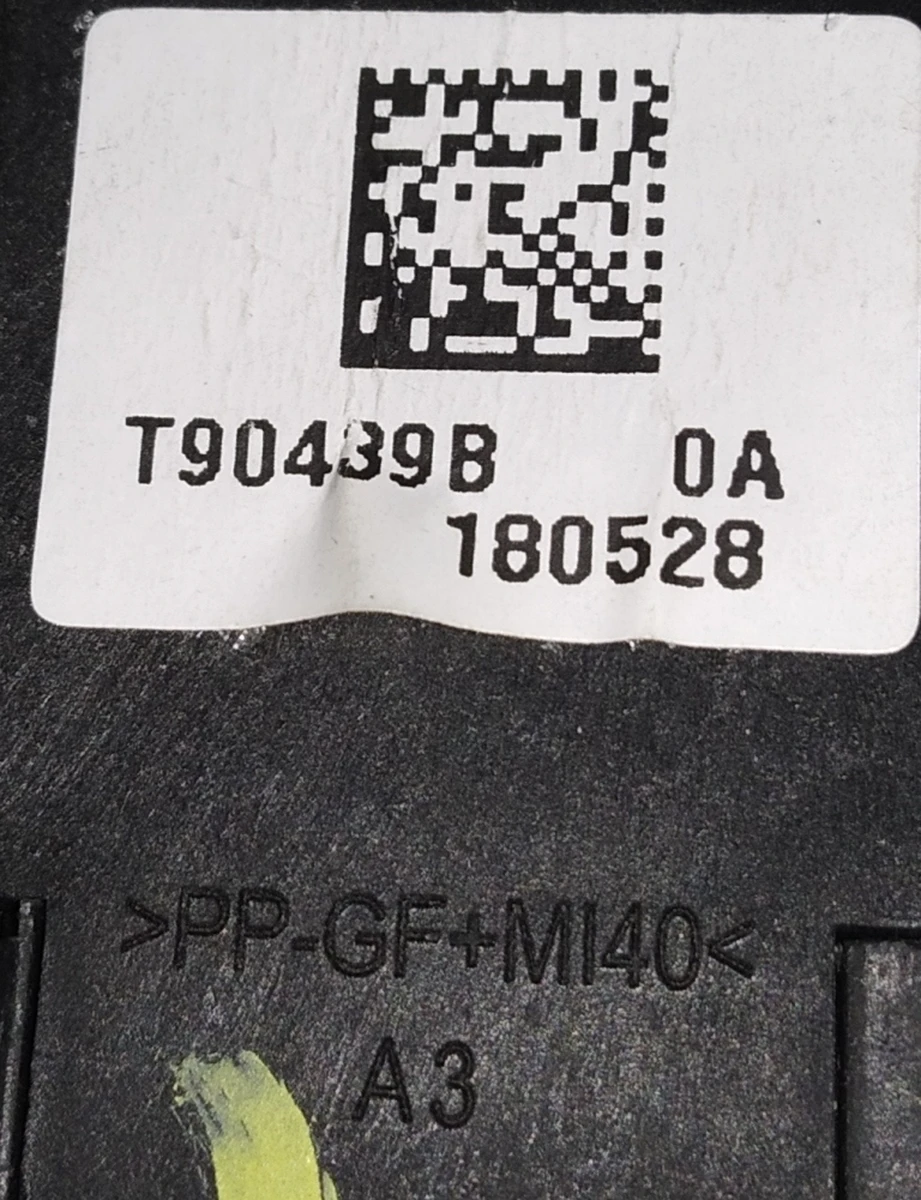 T90439B 0A
180528
>PP-GF+MI40<
A3